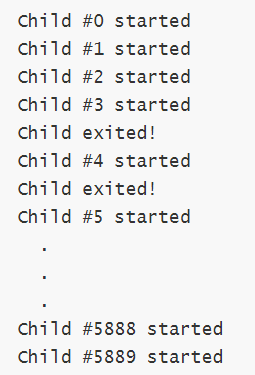 Child #0 started
Child #1 started
Child #2 started
Child #3 started
Child exited!
Child #4 started
Child exited!
Child #5 started
.
.
.
Child #5888 started
Child #5889 started